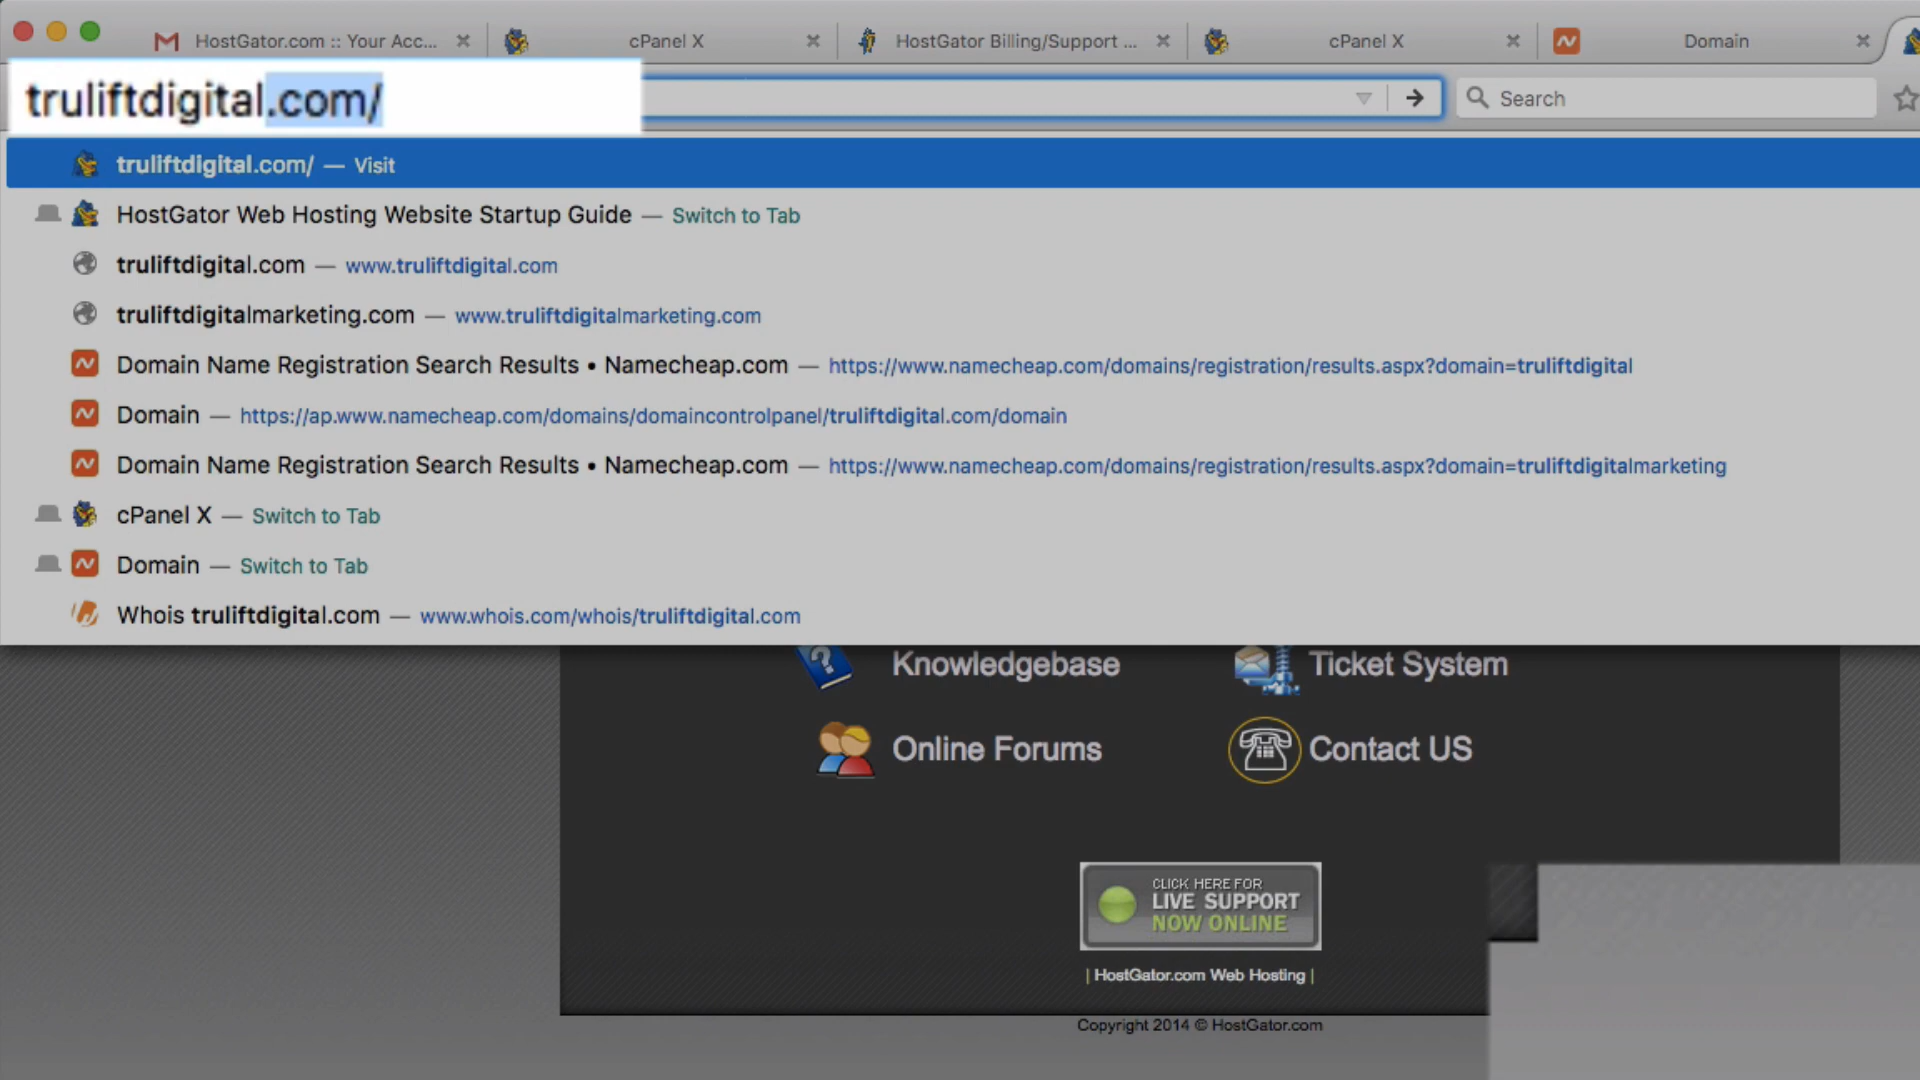 HostGator.com :: Your Acc...
cPanel X
HostGator Billing/Support ...
cPanel X
Domain
truliftdigital.com/
Search
truliftdigital.com/ — Visit
HostGator Web Hosting Website Startup Guide — Switch to Tab
truliftdigital.com — www.truliftdigital.com
truliftdigitalmarketing.com — www.truliftdigitalmarketing.com
Domain Name Registration Search Results • Namecheap.com — https://www.namecheap.com/domains/registration/results.aspx?domain=truliftdigital
Domain — https://ap.www.namecheap.com/domains/domaincontrolpanel/truliftdigital.com/domain
Domain Name Registration Search Results • Namecheap.com — https://www.namecheap.com/domains/registration/results.aspx?domain=truliftdigitalmarketing
cPanel X — Switch to Tab
Domain — Switch to Tab
Whois truliftdigital.com — www.whois.com/whois/truliftdigital.com
Knowledgebase
Ticket System
Online Forums
Contact US
CLICK HERE FOR
LIVE SUPPORT
NOW ONLINE
| HostGator.com Web Hosting |
Copyright 2014 © HostGator.com